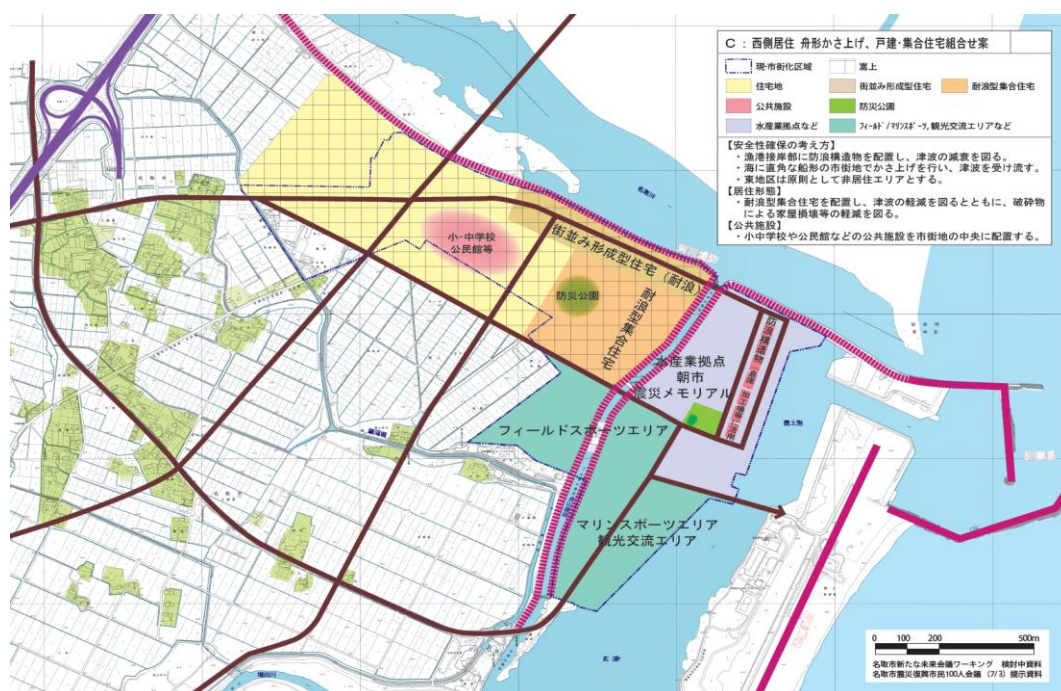 C：西側居住 舟形かさ上げ、戸建・集合住宅組合せ案
現・市街化区域
嵩上
住宅地
街並み形成型住宅
耐浪型集合住宅
公共施設
防災公園
水産業拠点など
フィールド/マリンスポーツ,観光交流エリアなど
【安全性確保の考え方】
・漁港接岸部に防浪構造物を配置し、津波の減衰を図る。
・海に直角な船形の市街地でかさ上げを行い、津波を受け流す。
・東地区は原則として非居住エリアとする。
【居住形態】
・耐浪型集合住宅を配置し、津波の軽減を図るとともに、破砕物
による家屋損壊等の軽減を図る。
【公共施設】
・小中学校や公民館などの公共施設を市街地の中央に配置する。
名取川
小・中学校
公民館等
街並み形成型住宅（耐浪）
防災公園
耐浪型集合住宅
水産業拠点
朝市
震災メモリアル
フィールドスポーツエリア
マリンスポーツエリア
観光交流エリア
広浦
0 100 200 500m
名取市新たな未来会議ワーキング 検討中資料
名取市震災復興市民100人会議（7/3）提示資料